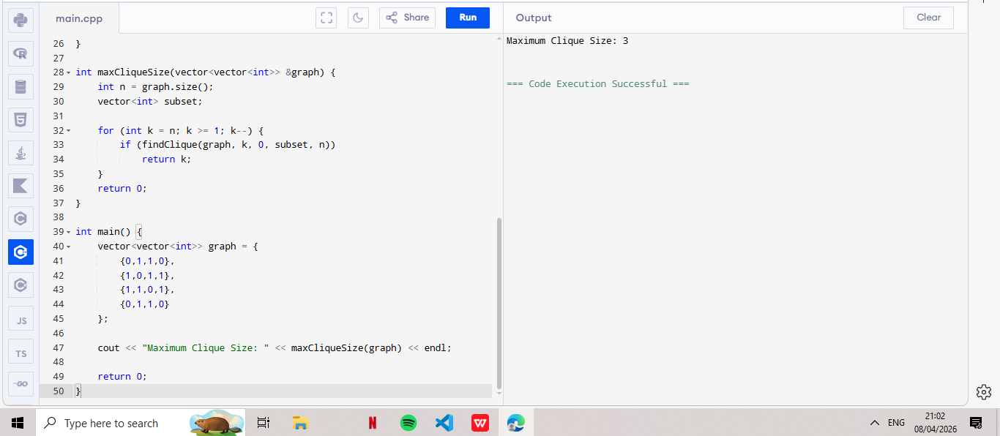 main.cpp
Share
Run
Output
Clear
26 }
27
28 int maxCliqueSize(vector<vector<int>> &graph) {
29     int n = graph.size();
30     vector<int> subset;
31
32     for (int k = n; k >= 1; k--) {
33         if (findClique(graph, k, 0, subset, n))
34             return k;
35     }
36     return 0;
37 }
38
39 int main() {
40     vector<vector<int>> graph = {
41         {0,1,1,0},
42         {1,0,1,1},
43         {1,1,0,1},
44         {0,1,1,0}
45     };
46
47     cout << "Maximum Clique Size: " << maxCliqueSize(graph) << endl;
48
49     return 0;
50 }
Maximum Clique Size: 3
=== Code Execution Successful ===
R
5
C
C
C
JS
TS
GO
Type here to search
N
W
ENG
21:02
08/04/2026